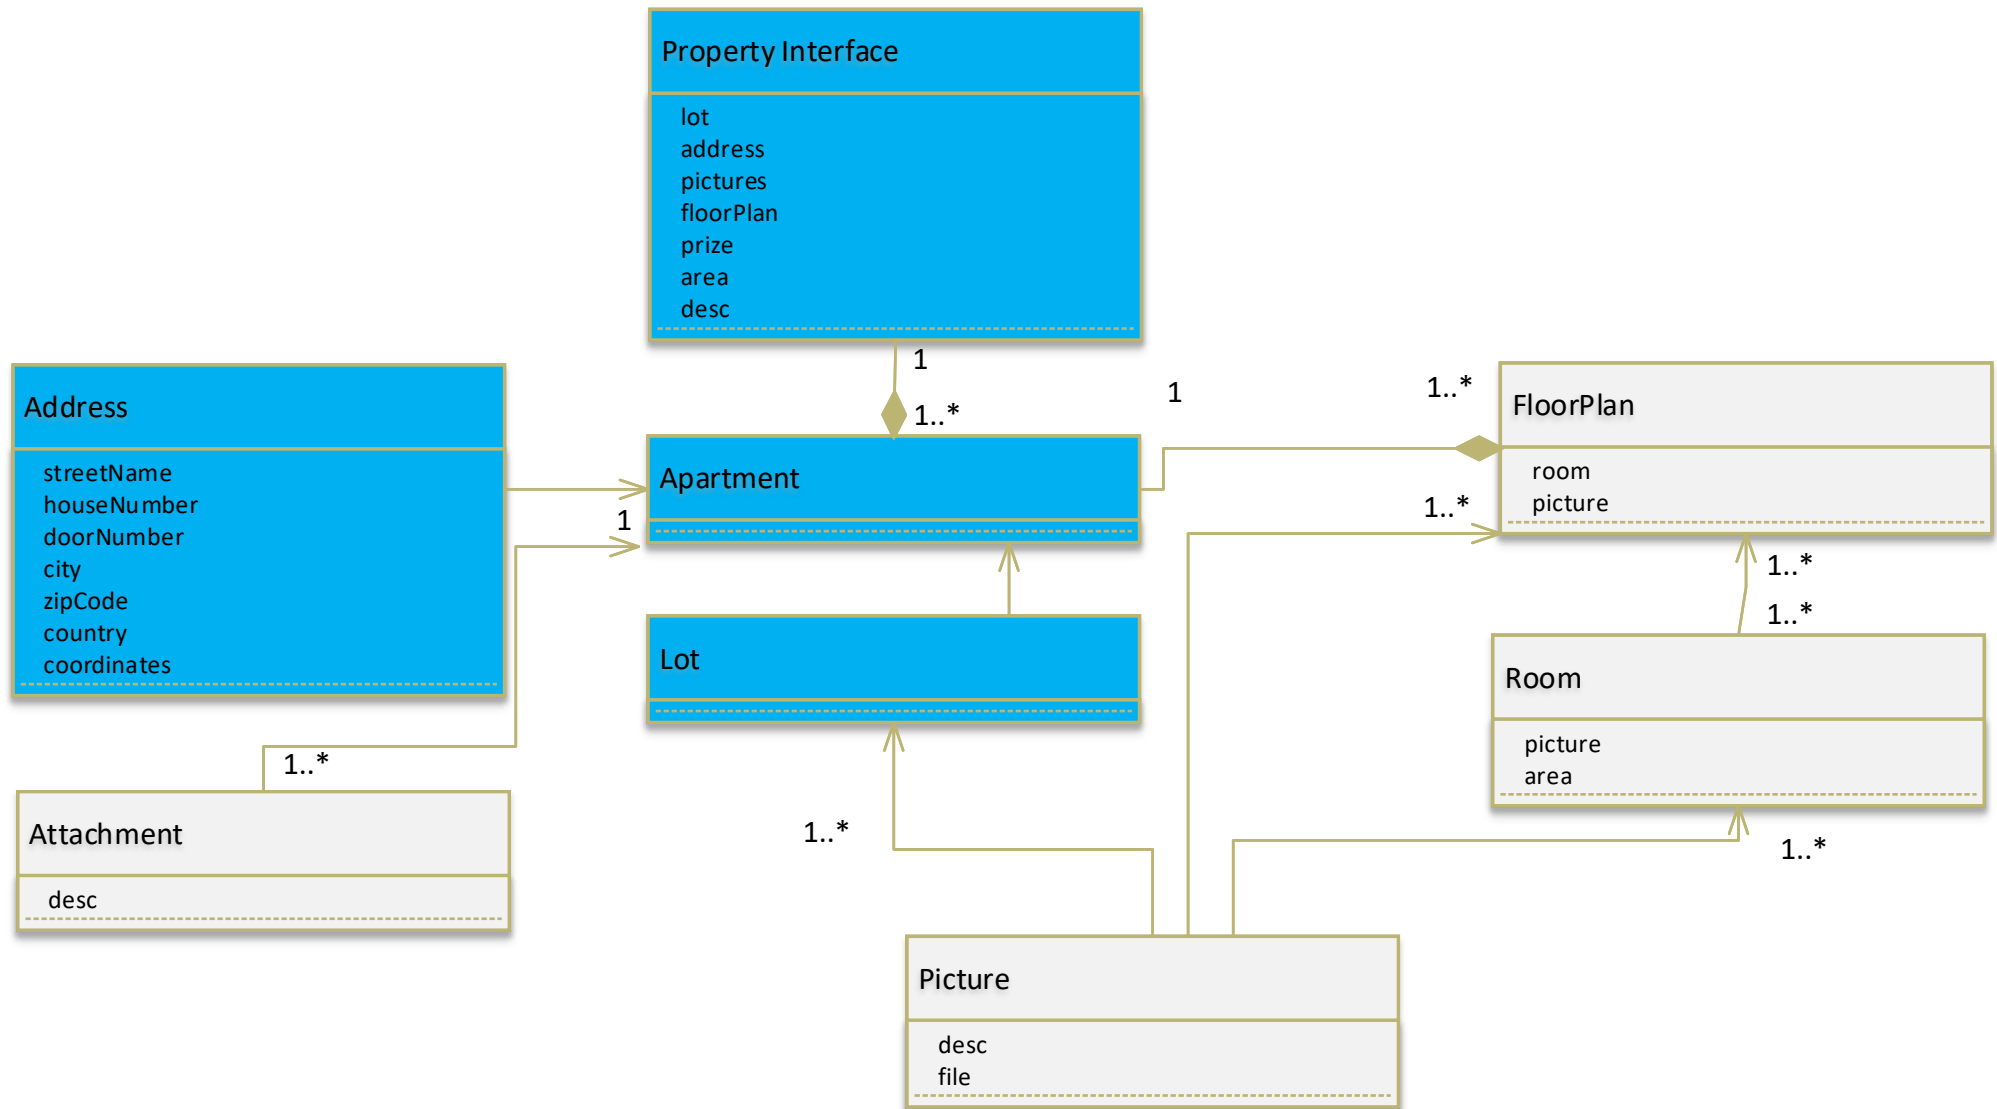 Property Interface
lot
address
pictures
floorPlan
prize
area
desc
1
1..*
1
1..*
Address
streetName
houseNumber
doorNumber
city
zipCode
country
coordinates
Apartment
1
FloorPlan
room
picture
1..*
1..*
1..*
Lot
Room
picture
area
1..*
Attachment
desc
1..*
1..*
Picture
desc
file